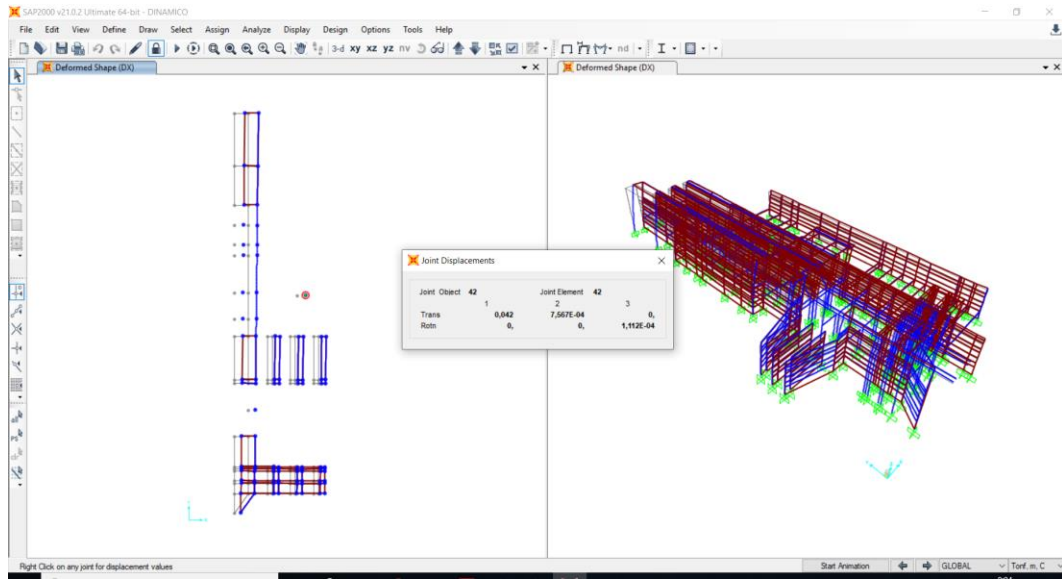 SAP2000 v21.0.2 Ultimate 64-bit - DINAMICO
File Edit View Define Draw Select Assign Analyze Display Design Options Tools Help
3-d xy xz yz nv nd
Deformed Shape (DX)
Deformed Shape (DX)
Joint Displacements
Joint Object 42 Joint Element 42
1 2 3
Trans 0,042 7,567E-04 0,
Rotn 0, 0, 1,112E-04
Right Click on any joint for displacement values
Start Animation GLOBAL Tonf, m, C